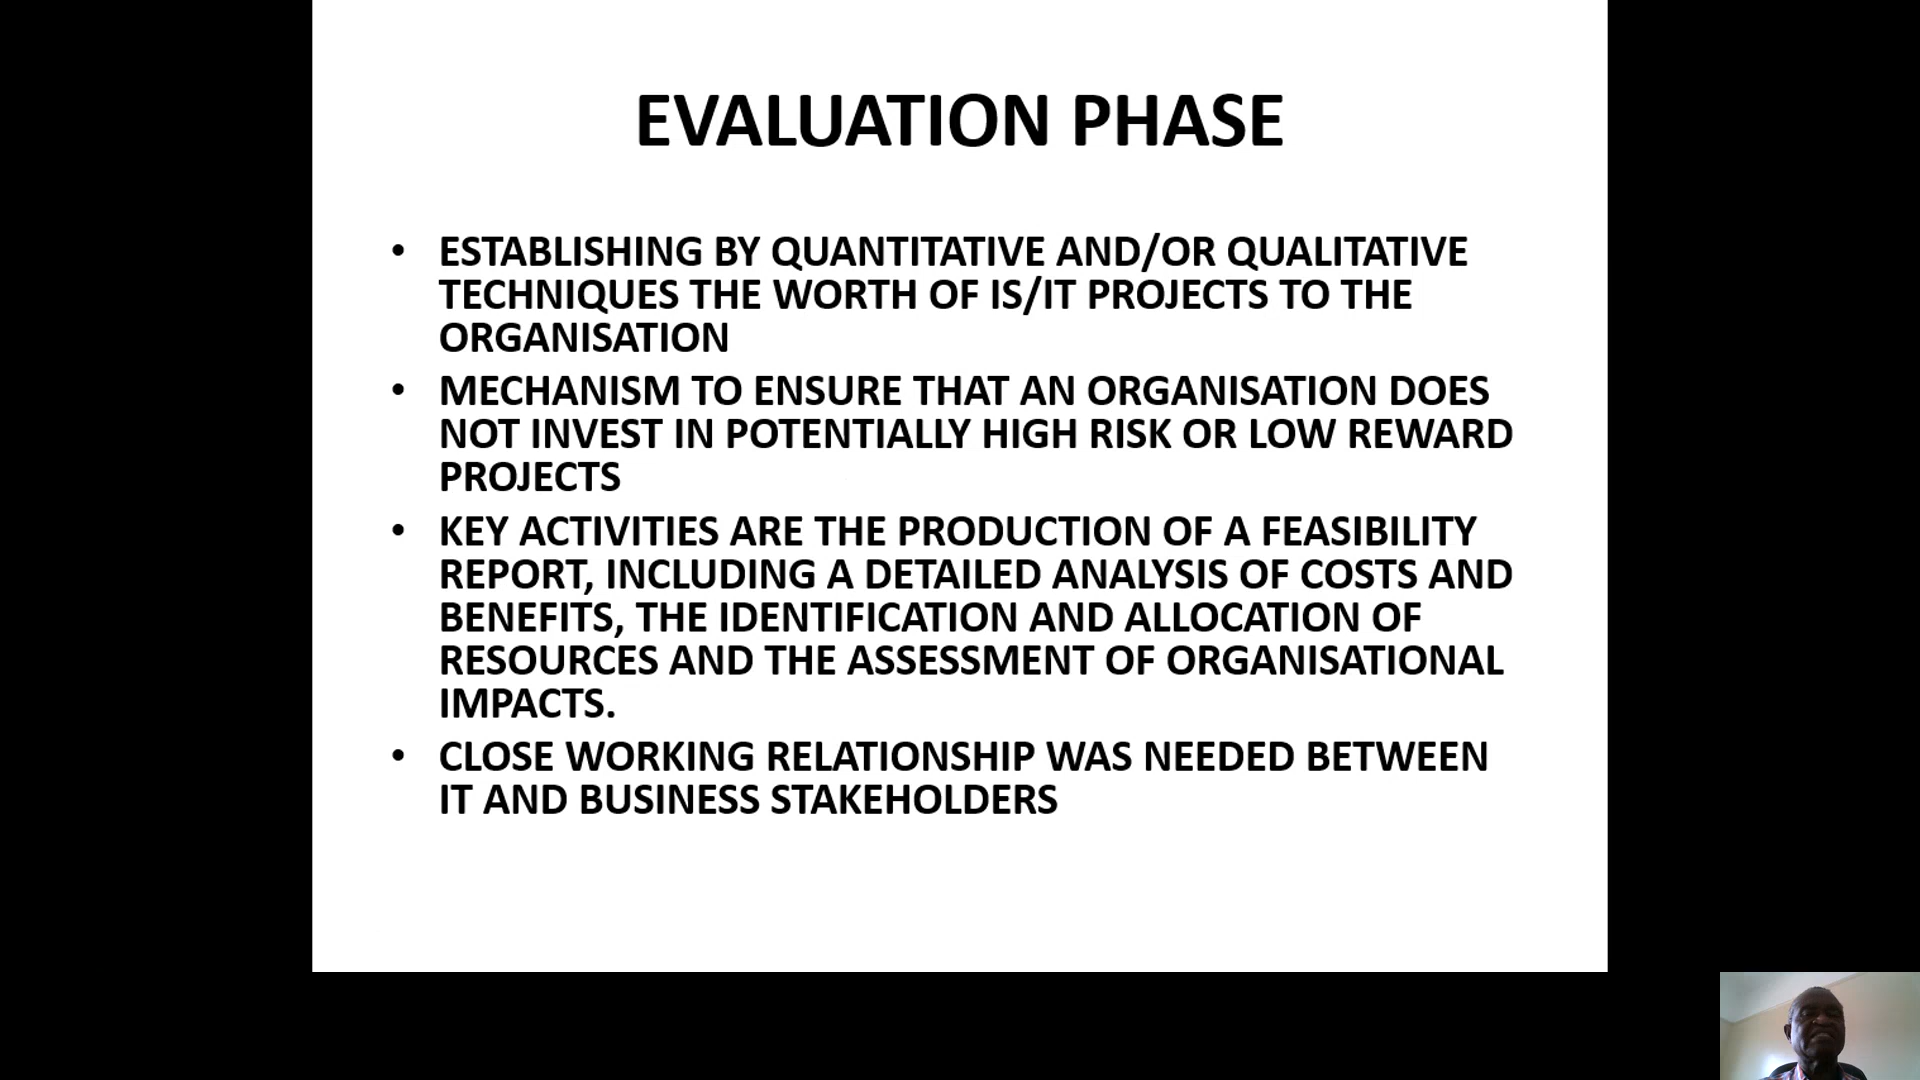 EVALUATION PHASE
• ESTABLISHING BY QUANTITATIVE AND/OR QUALITATIVE
TECHNIQUES THE WORTH OF IS/IT PROJECTS TO THE
ORGANISATION
• MECHANISM TO ENSURE THAT AN ORGANISATION DOES
NOT INVEST IN POTENTIALLY HIGH RISK OR LOW REWARD
PROJECTS
• KEY ACTIVITIES ARE THE PRODUCTION OF A FEASIBILITY
REPORT, INCLUDING A DETAILED ANALYSIS OF COSTS AND
BENEFITS, THE IDENTIFICATION AND ALLOCATION OF
RESOURCES AND THE ASSESSMENT OF ORGANISATIONAL
IMPACTS.
• CLOSE WORKING RELATIONSHIP WAS NEEDED BETWEEN
IT AND BUSINESS STAKEHOLDERS